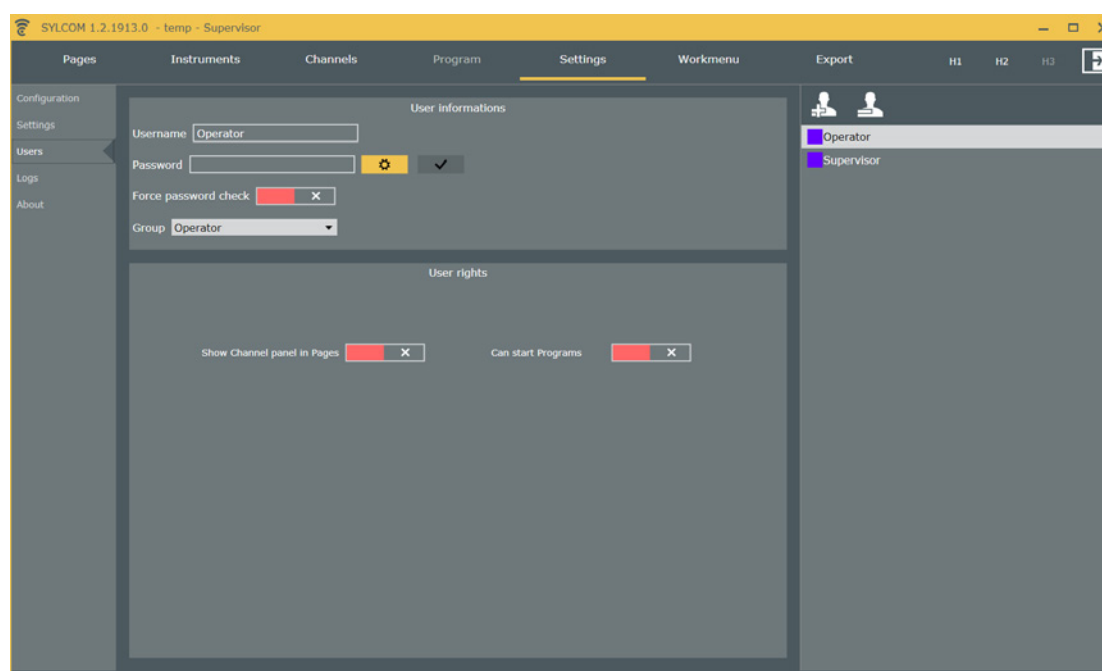 SYLCOM 1.2.1913.0 - temp - Supervisor
Pages Instruments Channels Program Settings Workmenu Export H1 H2 H3
Configuration
Settings
Users
Logs
About
User informations
Username Operator
Password
Force password check
Group Operator
User rights
Show Channel panel in Pages Can start Programs
Operator
Supervisor